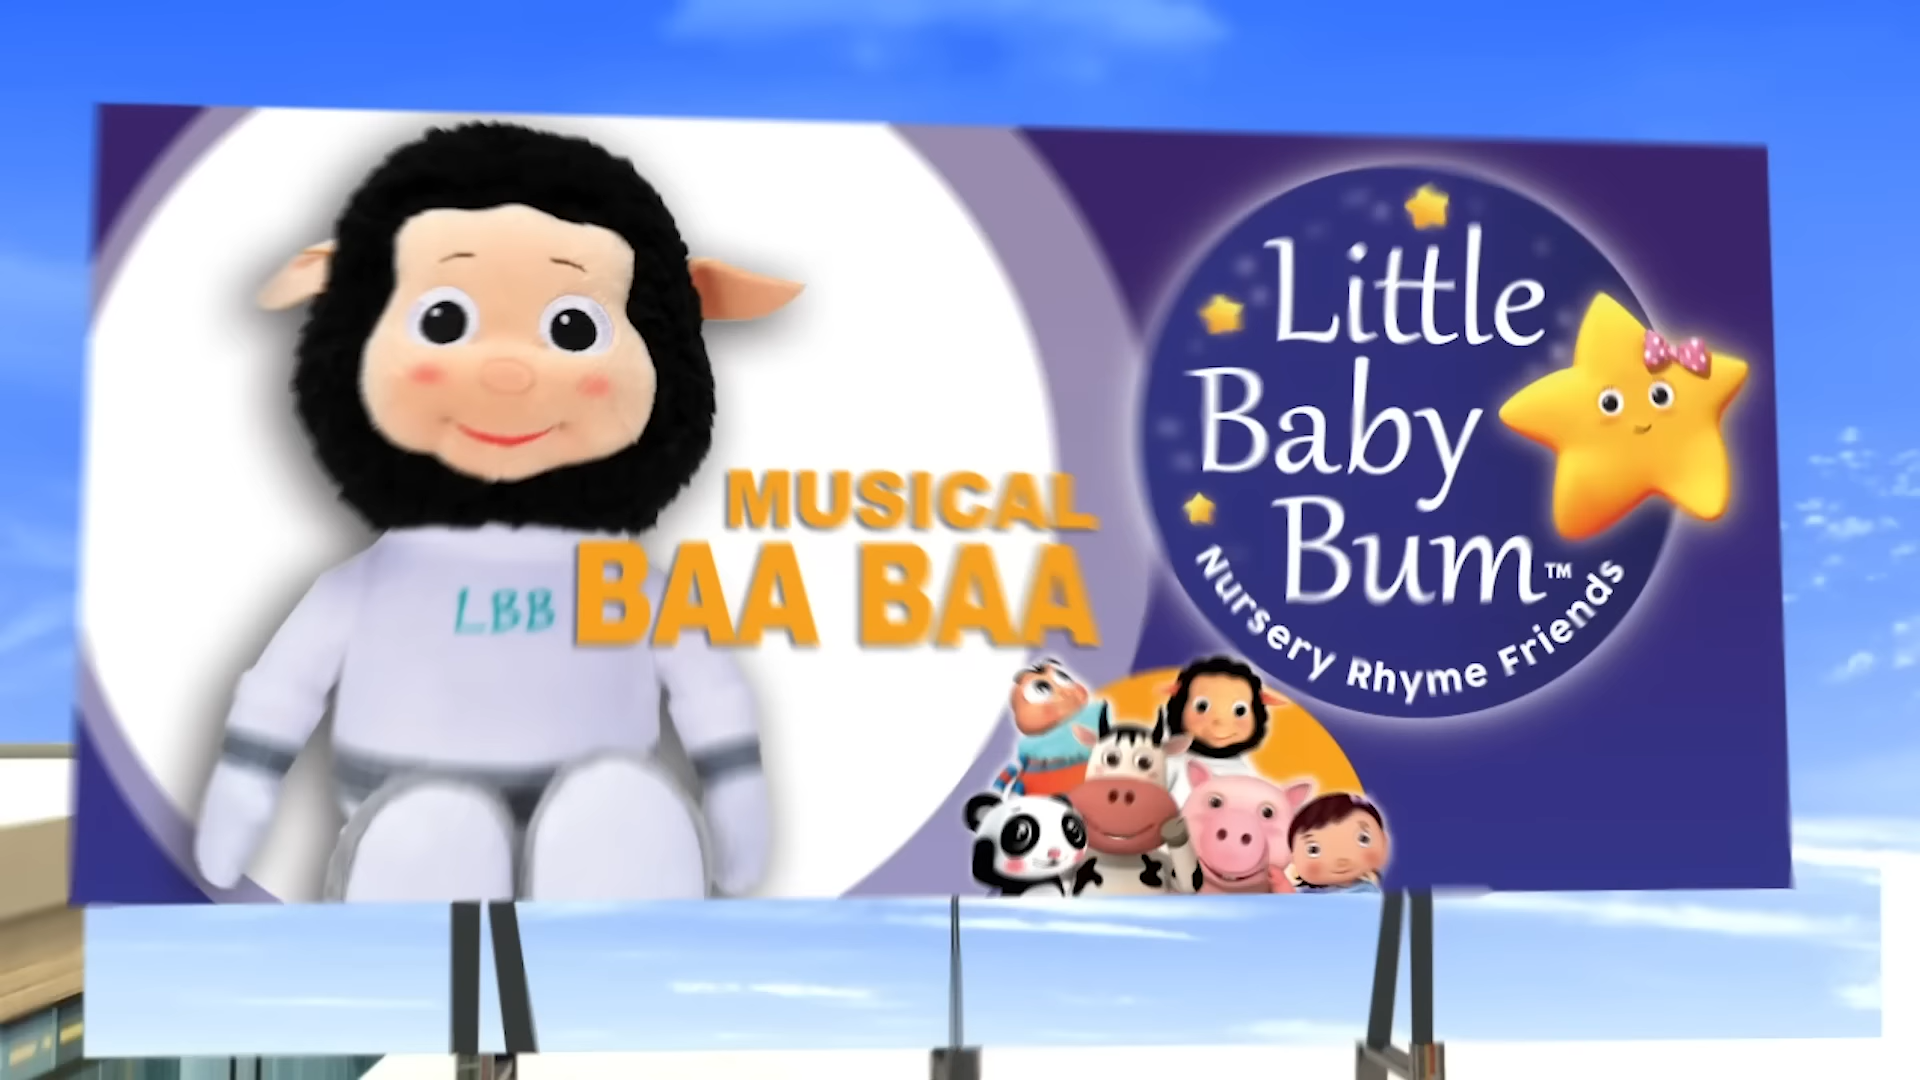 LBB
MUSICAL
BAA BAA
Little
Baby
Bum™
Nursery Rhyme Friends